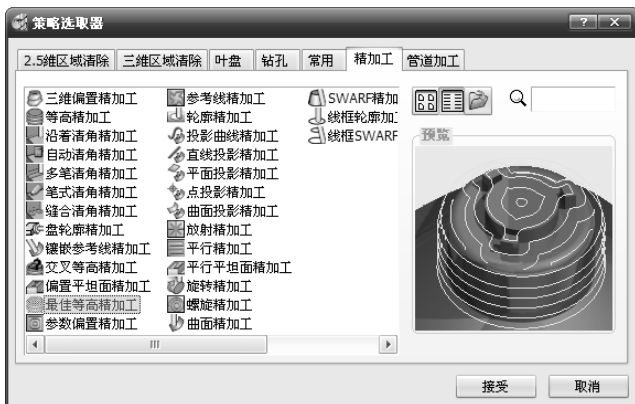 策略选取器
2.5维区域清除 三维区域清除 叶盘 钻孔 常用 精加工 管道加工
三维偏置精加工 参考线精加工 SWARF精加
等高精加工 轮廓精加工 线框轮廓加工
沿着清角精加工 投影曲线精加工 线框SWARF
自动清角精加工 直线投影精加工
多笔清角精加工 平面投影精加工
笔式清角精加工 点投影精加工
缝合清角精加工 曲面投影精加工
盘轮廓精加工 放射精加工
镶嵌参考线精加工 平行精加工
交叉等高精加工 平行平坦面精加工
偏置平坦面精加工 旋转精加工
最佳等高精加工 螺旋精加工
参数偏置精加工 曲面精加工
预览
接受 取消